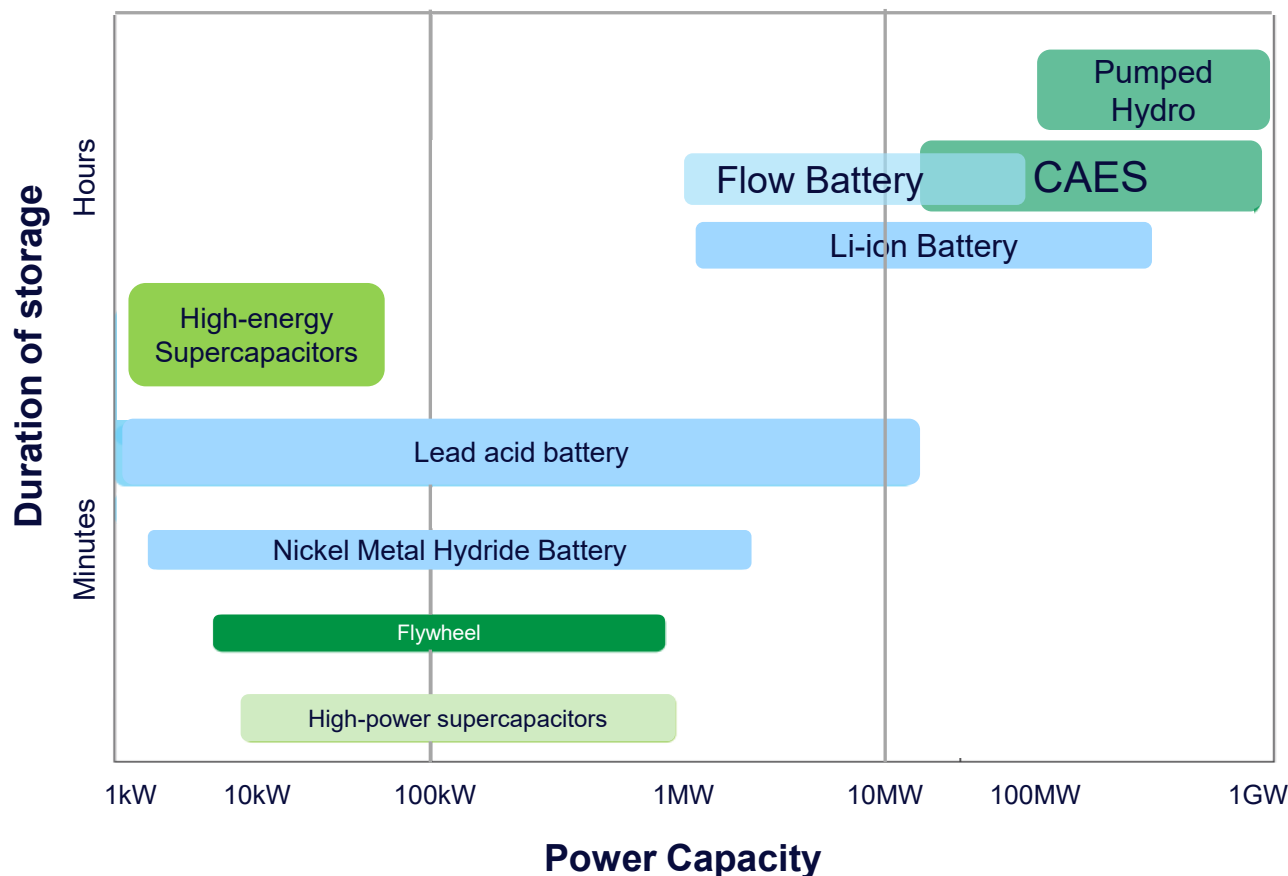 Pumped
Hydro
Flow Battery
CAES
Li-ion Battery
High-energy
Supercapacitors
Lead acid battery
Nickel Metal Hydride Battery
Flywheel
High-power supercapacitors
Duration of storage
Hours
Minutes
1kW 10kW 100kW 1MW 10MW 100MW 1GW
Power Capacity